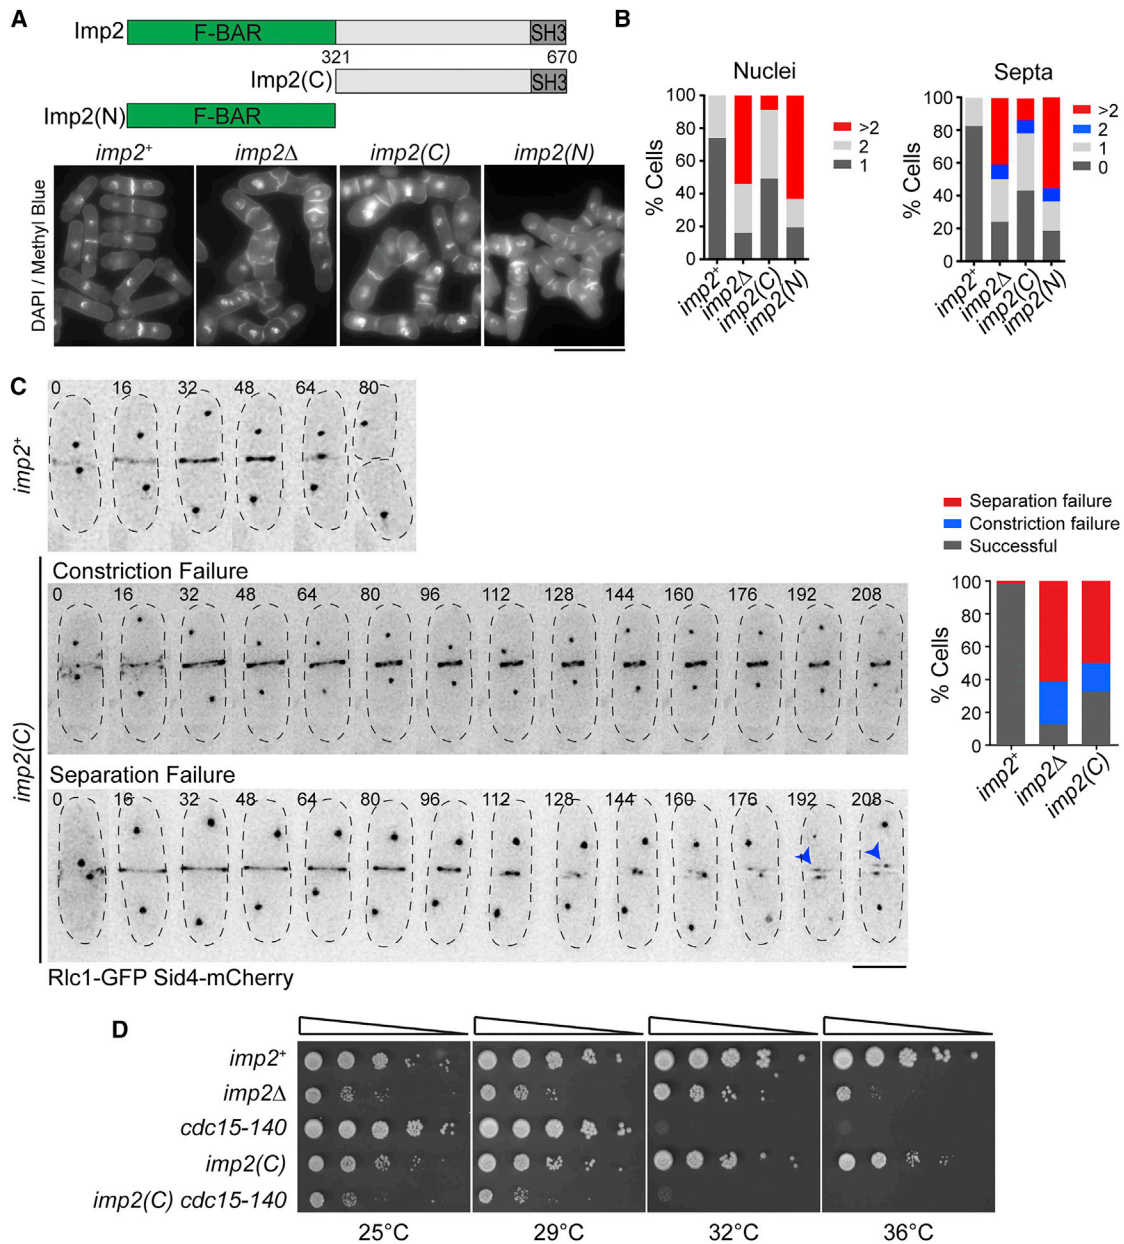 A
Imp2
F-BAR
SH3
321
670
Imp2(C)
SH3
Imp2(N)
F-BAR
imp2+
imp2Δ
imp2(C)
imp2(N)
DAPI / Methyl Blue
B
Nuclei
% Cells
100
80
60
40
20
0
>2
2
1
imp2+
imp2Δ
imp2(C)
imp2(N)
Septa
% Cells
100
80
60
40
20
0
>2
2
1
0
imp2+
imp2Δ
imp2(C)
imp2(N)
C
imp2+
0 16 32 48 64 80
imp2(C)
Constriction Failure
0 16 32 48 64 80 96 112 128 144 160 176 192 208
Separation Failure
0 16 32 48 64 80 96 112 128 144 160 176 192 208
Rlc1-GFP Sid4-mCherry
Separation failure
Constriction failure
Successful
% Cells
100
80
60
40
20
0
imp2+
imp2Δ
imp2(C)
D
imp2+
imp2Δ
cdc15-140
imp2(C)
imp2(C) cdc15-140
25°C 29°C 32°C 36°C